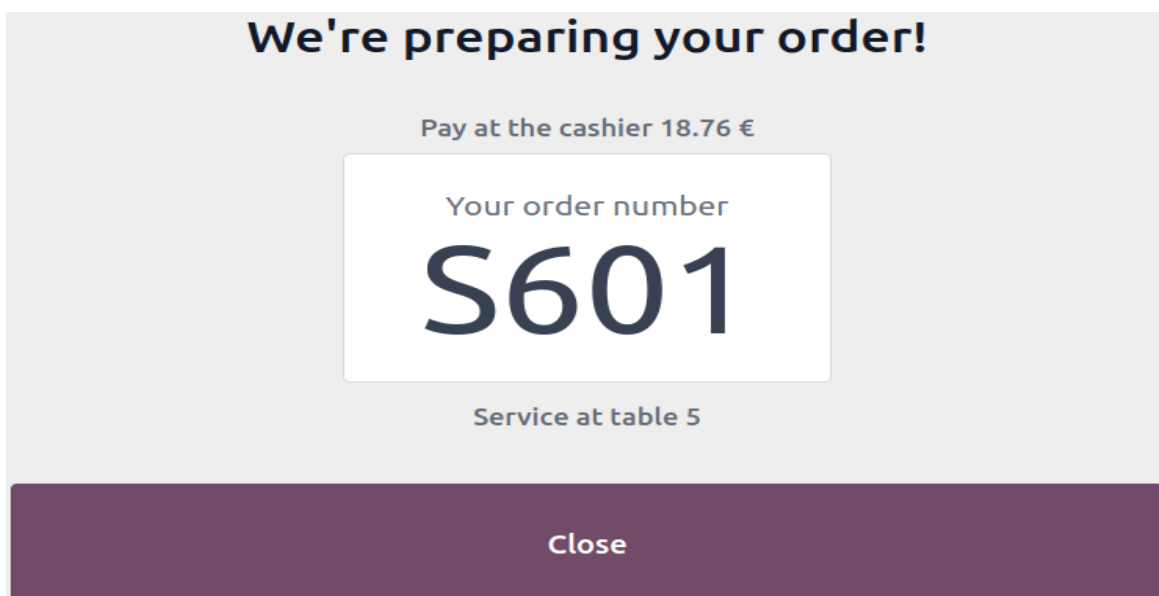 We're preparing your order!
Pay at the cashier 18.76 €
Your order number
S601
Service at table 5
Close